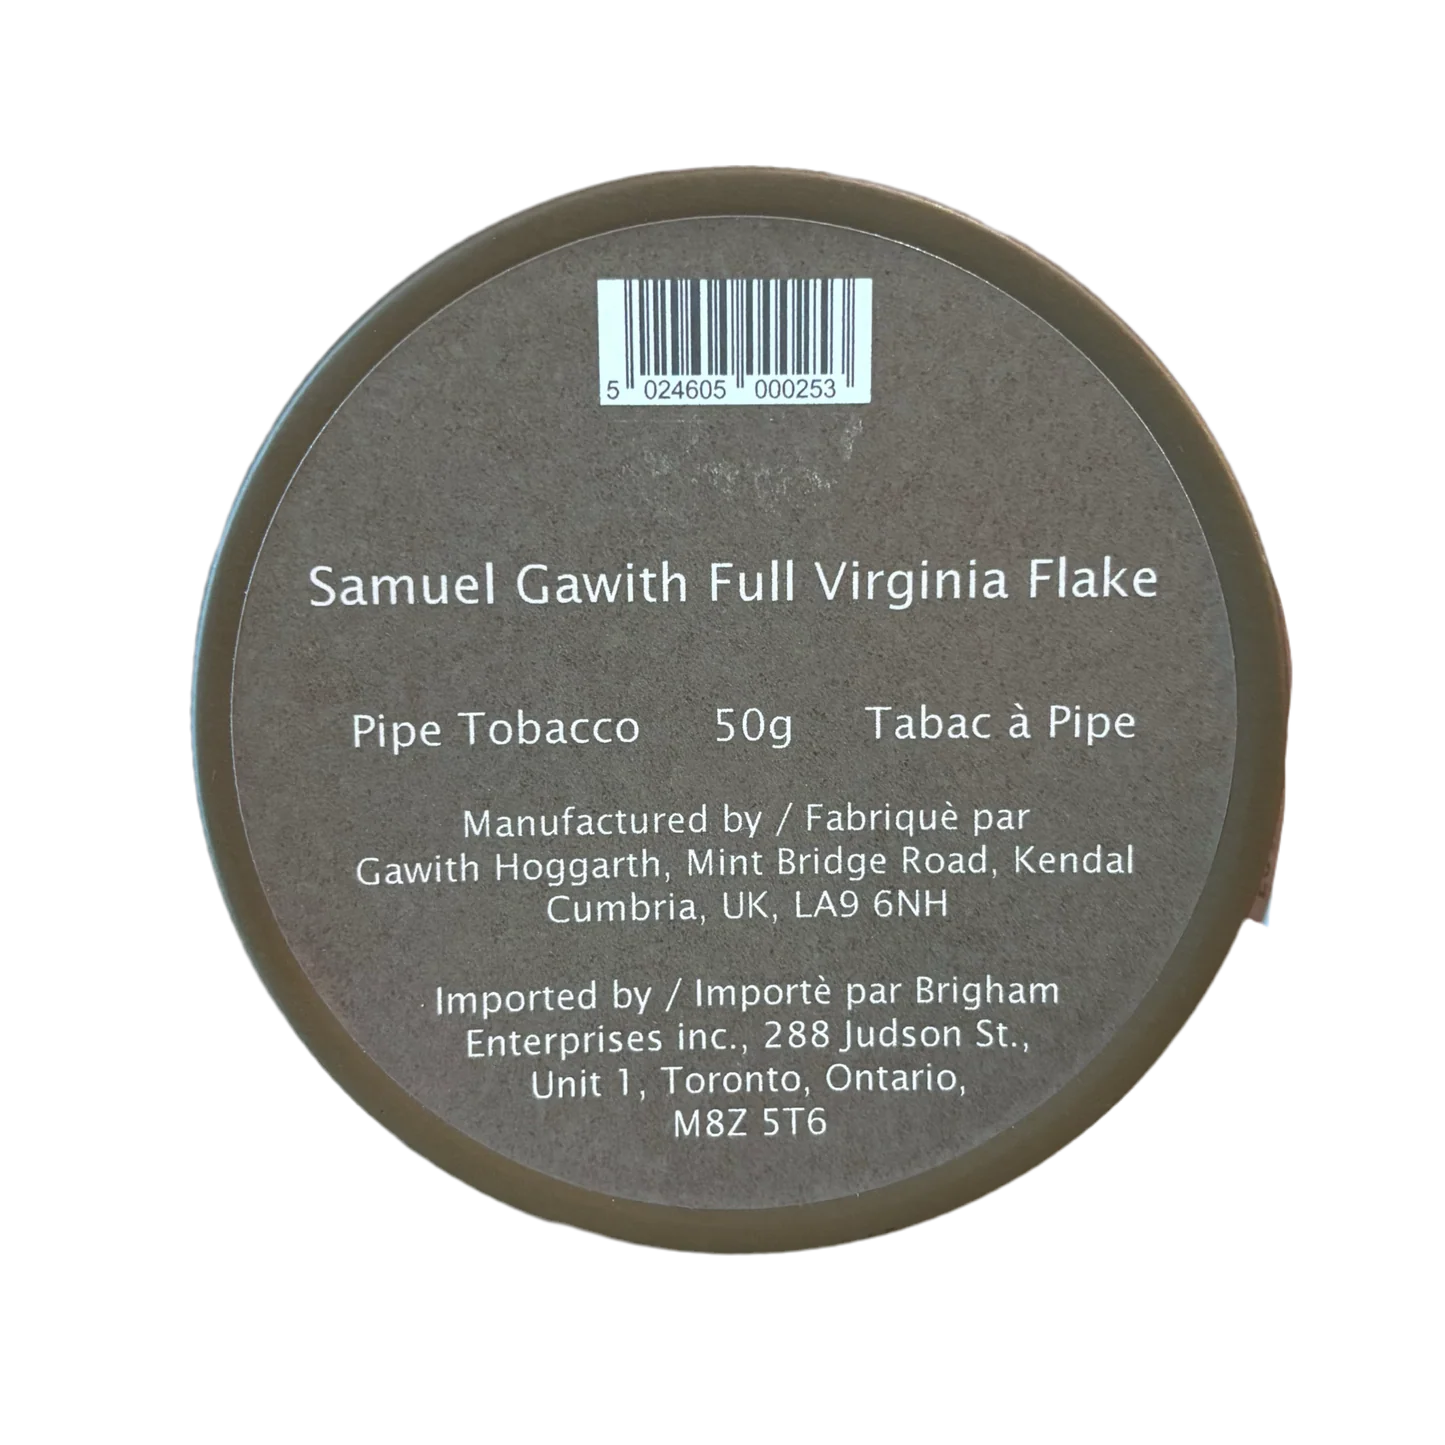 5 024605 000253
Samuel Gawith Full Virginia Flake
Pipe Tobacco 50g Tabac à Pipe
Manufactured by / Fabriquè par
Gawith Hoggarth, Mint Bridge Road, Kendal
Cumbria, UK, LA9 6NH
Imported by / Importè par Brigham
Enterprises inc., 288 Judson St.,
Unit 1, Toronto, Ontario,
M8Z 5T6